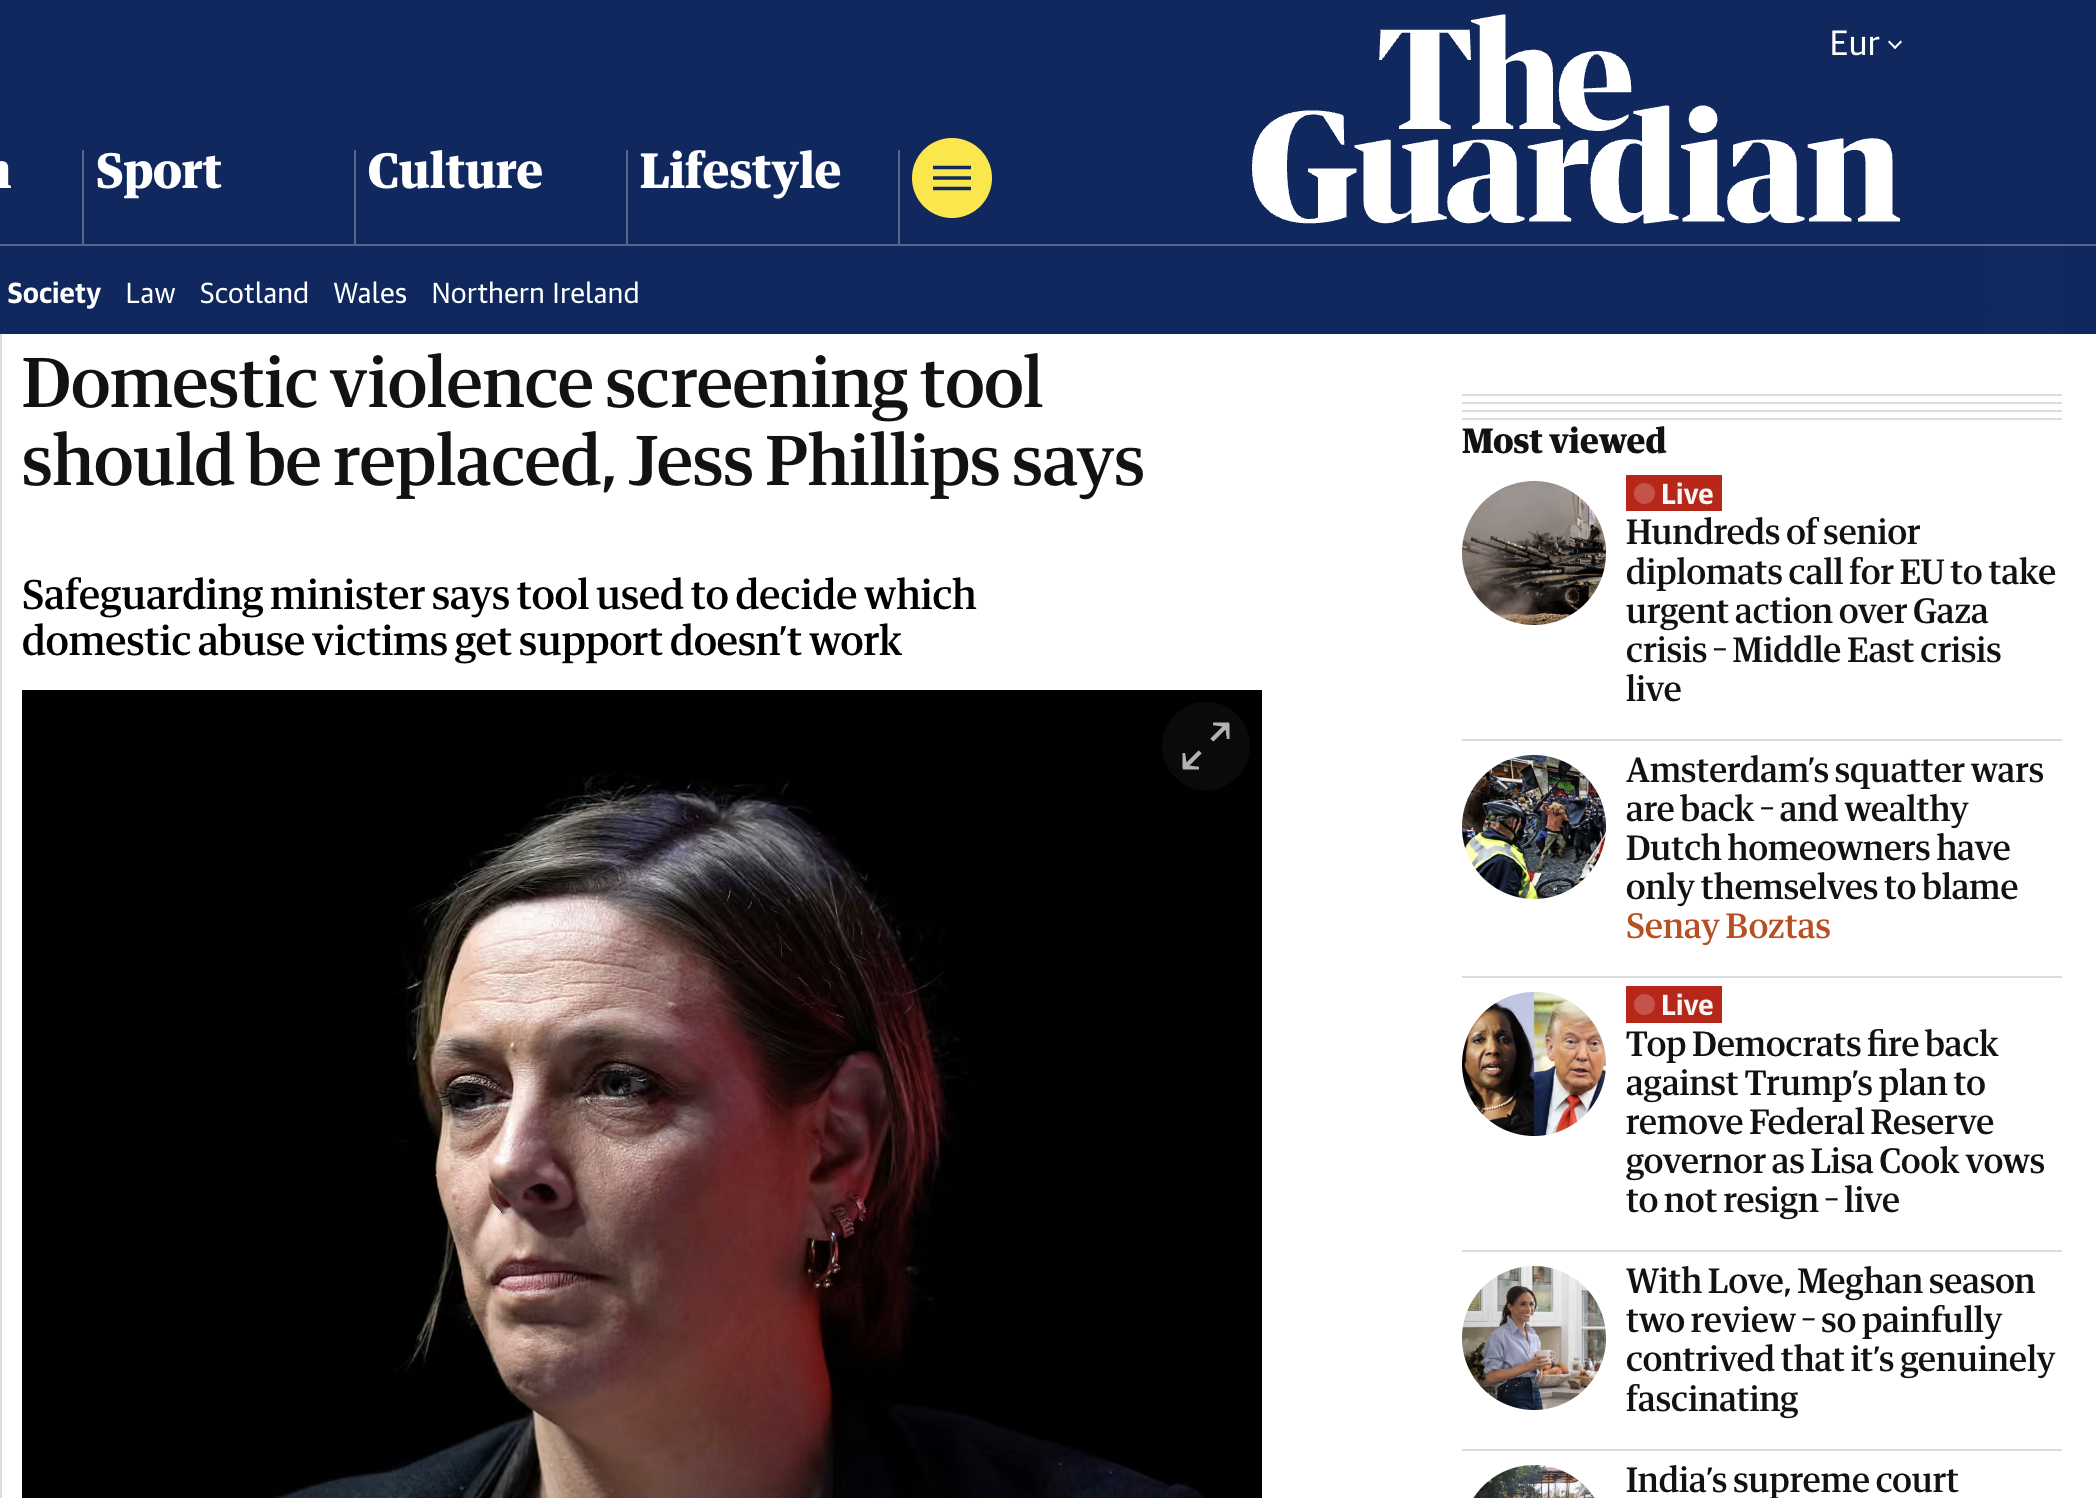 The
Guardian
Eur
Sport
Culture
Lifestyle
Society Law Scotland Wales Northern Ireland
Domestic violence screening tool
should be replaced, Jess Phillips says
Safeguarding minister says tool used to decide which
domestic abuse victims get support doesn’t work
Most viewed
Live
Hundreds of senior
diplomats call for EU to take
urgent action over Gaza
crisis – Middle East crisis
live
Amsterdam’s squatter wars
are back – and wealthy
Dutch homeowners have
only themselves to blame
Senay Boztas
Live
Top Democrats fire back
against Trump’s plan to
remove Federal Reserve
governor as Lisa Cook vows
to not resign – live
With Love, Meghan season
two review – so painfully
contrived that it’s genuinely
fascinating
India’s supreme court